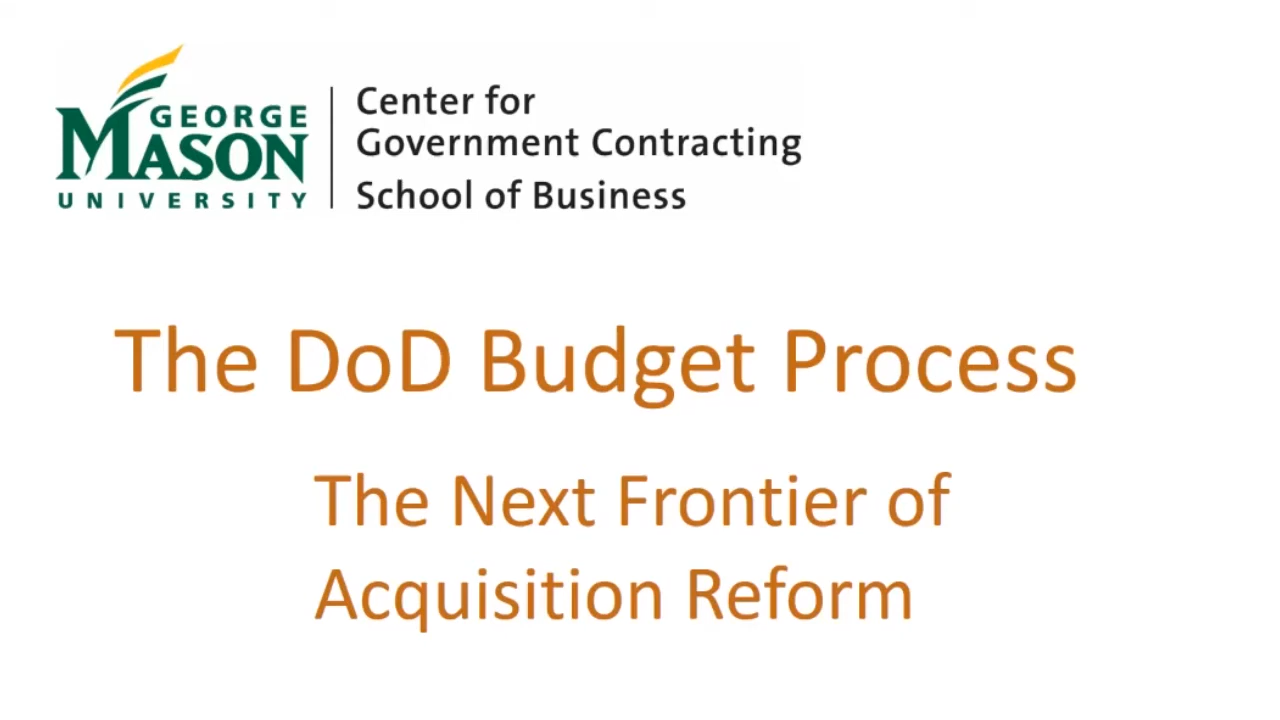 GEORGE
MASON
UNIVERSITY
Center for
Government Contracting
School of Business
The DoD Budget Process
The Next Frontier of
Acquisition Reform